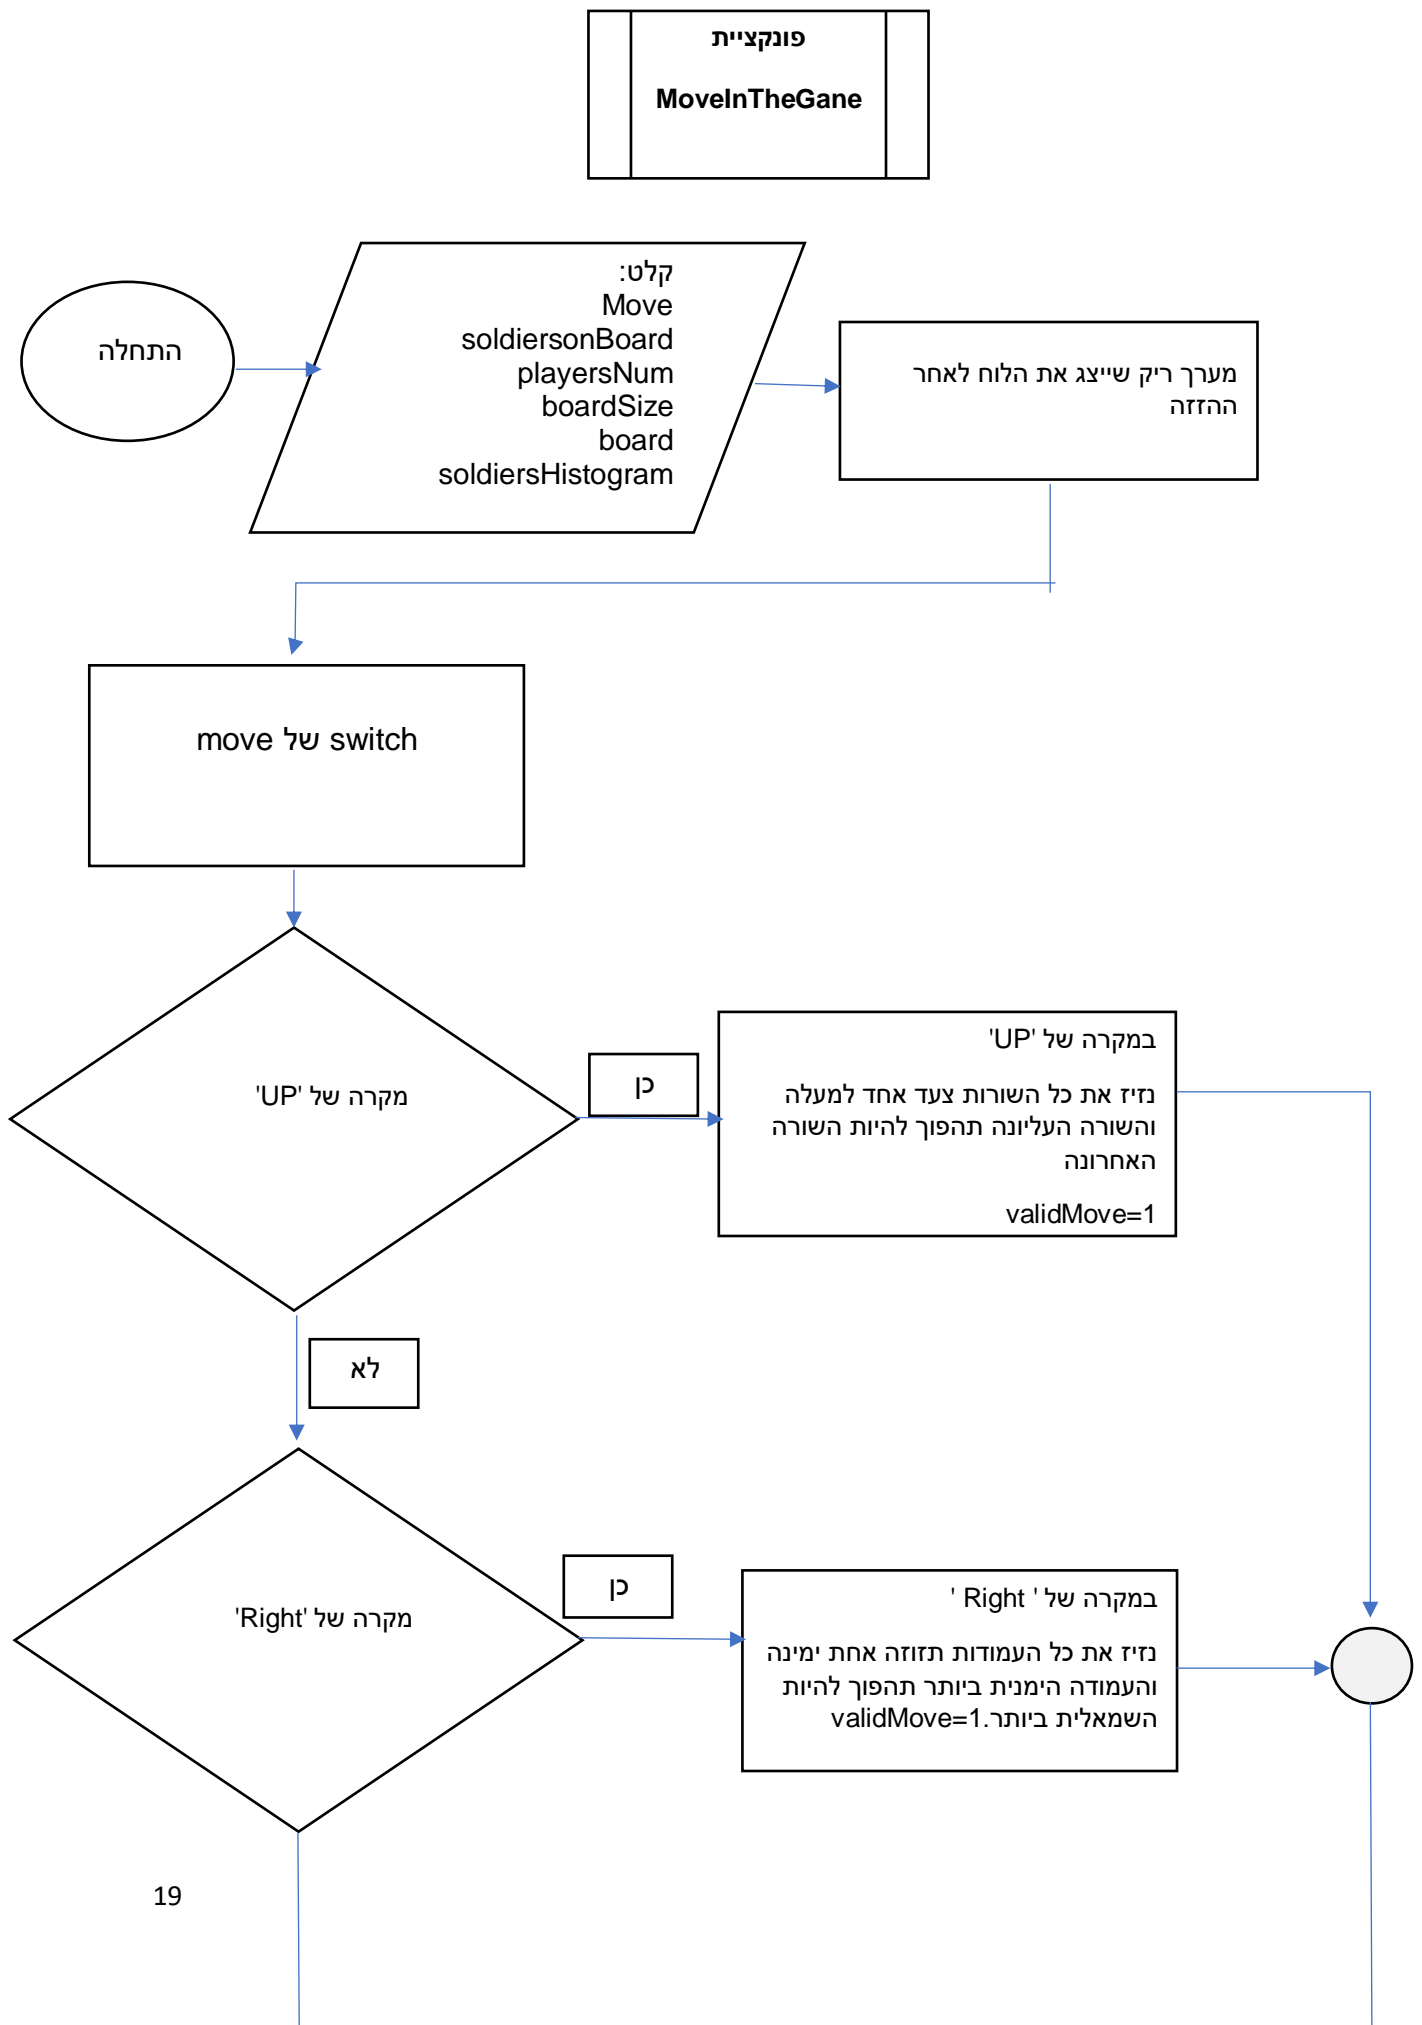 פונקציית
MoveInTheGane
התחלה
קלט:
Move
soldiersonBoard
playersNum
boardSize
board
soldiersHistogram
מערך ריק שייצג את הלוח לאחר
ההזזה
switch של move
מקרה של 'UP'
כן
במקרה של 'UP'
נזיז את כל השורות צעד אחד למעלה
והשורה העליונה תהפוך להיות השורה
האחרונה
validMove=1
לא
מקרה של 'Right'
כן
במקרה של ' Right '
נזיז את כל העמודות תזוזה אחת ימינה
והעמודה הימנית ביותר תהפוך להיות
השמאלית ביותר.validMove=1
19